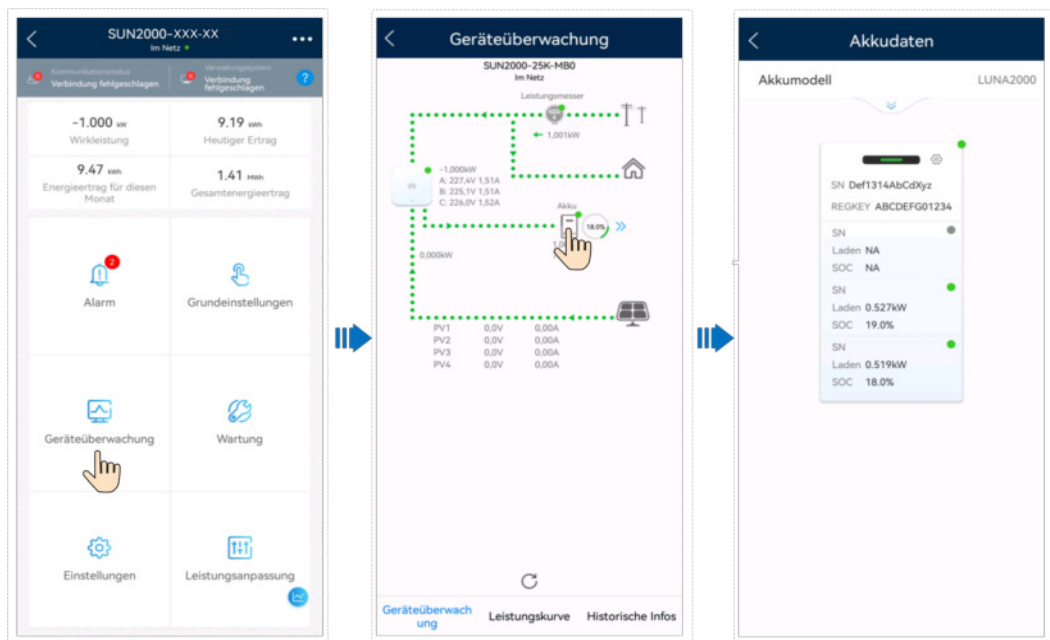 SUN2000-XXX-XX
Im Netz
Kommunikationsstatus
Verbindung fehlgeschlagen
Verwaltungssystem
Verbindung
fehlgeschlagen
?
-1.000 kW
Wirkleistung
9.19 kWh
Heutiger Ertrag
9.47 kWh
Energieertrag für diesen
Monat
1.41 MWh
Gesamtenergieertrag
2
Alarm
Grundeinstellungen
Geräteüberwachung
Wartung
Einstellungen
Leistungsanpassung
Geräteüberwachung
SUN2000-25K-MB0
Im Netz
Leistungsmesser
1,001kW
-1,000kW
A: 227,4V 1,51A
B: 225,1V 1,51A
C: 226,0V 1,52A
Akku
18.0%
0,000kW
PV1 0,0V 0,00A
PV2 0,0V 0,00A
PV3 0,0V 0,00A
PV4 0,0V 0,00A
Geräteüberwach
ung
Leistungskurve
Historische Infos
Akkudaten
Akkumodell LUNA2000
SN Def1314AbCdXyz
REGKEY ABCDEFG01234
SN
Laden NA
SOC NA
SN
Laden 0.527kW
SOC 19.0%
SN
Laden 0.519kW
SOC 18.0%